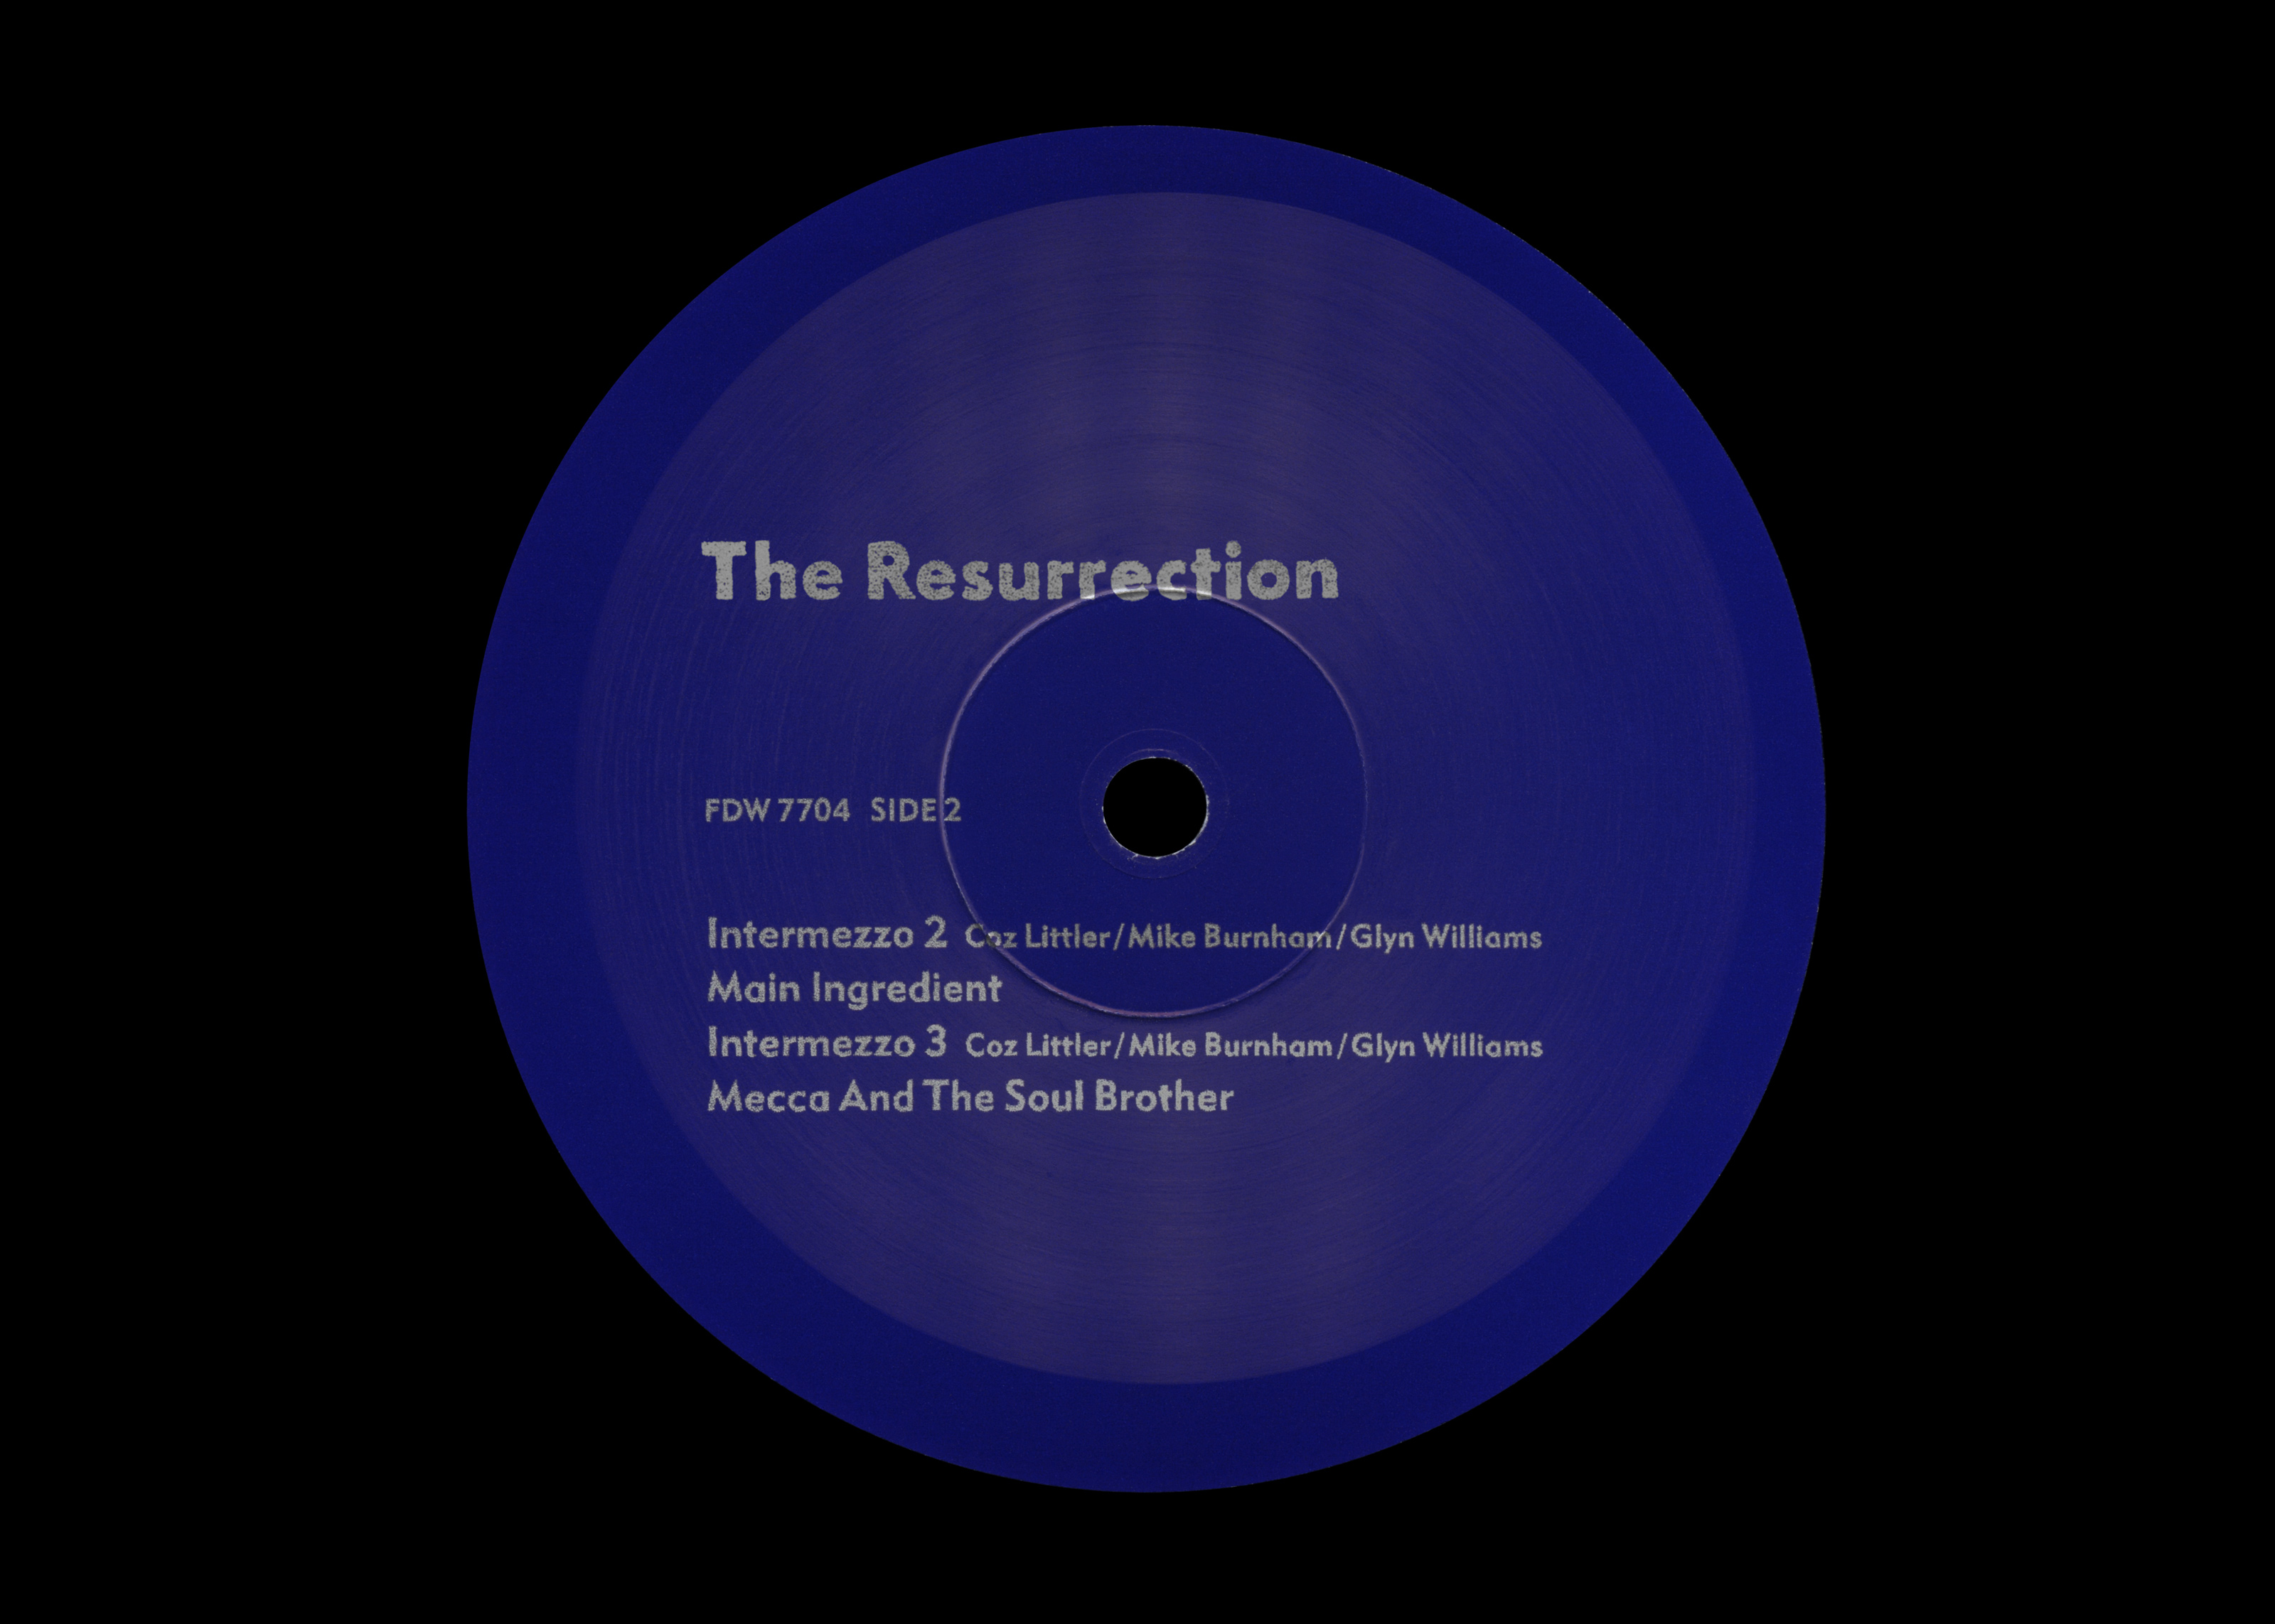 The Resurrection
FDW 7704 SIDE 2
Intermezzo 2 Coz Littler/Mike Burnham/Glyn Williams
Main Ingredient
Intermezzo 3 Coz Littler/Mike Burnham/Glyn Williams
Mecca And The Soul Brother